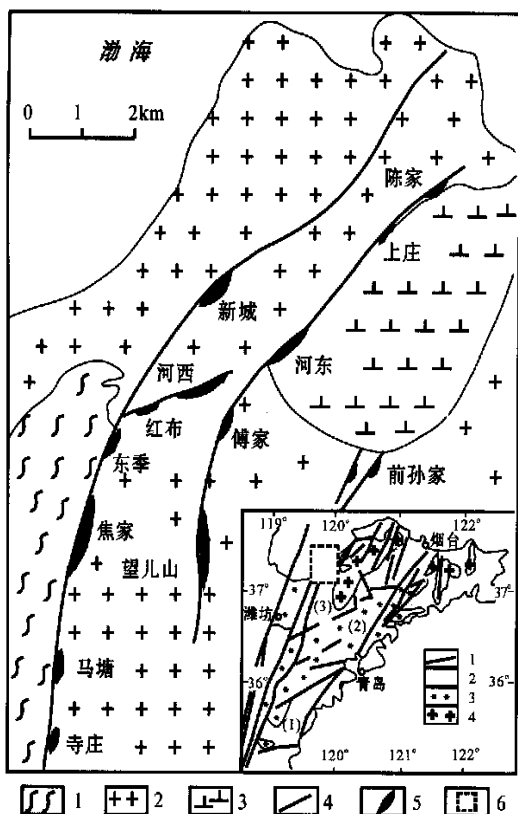 渤海
0 1 2km
陈家
上庄
新城
河西
河东
红布
傅家
东季
前孙家
焦家
望儿山
马塘
寺庄
119° 120° 122°
烟台
37° 37°
(3)
潍坊
(2)
1
2
青岛
36° 3 36°
4
(1)
120° 121° 122°
1 2 3 4 5 6